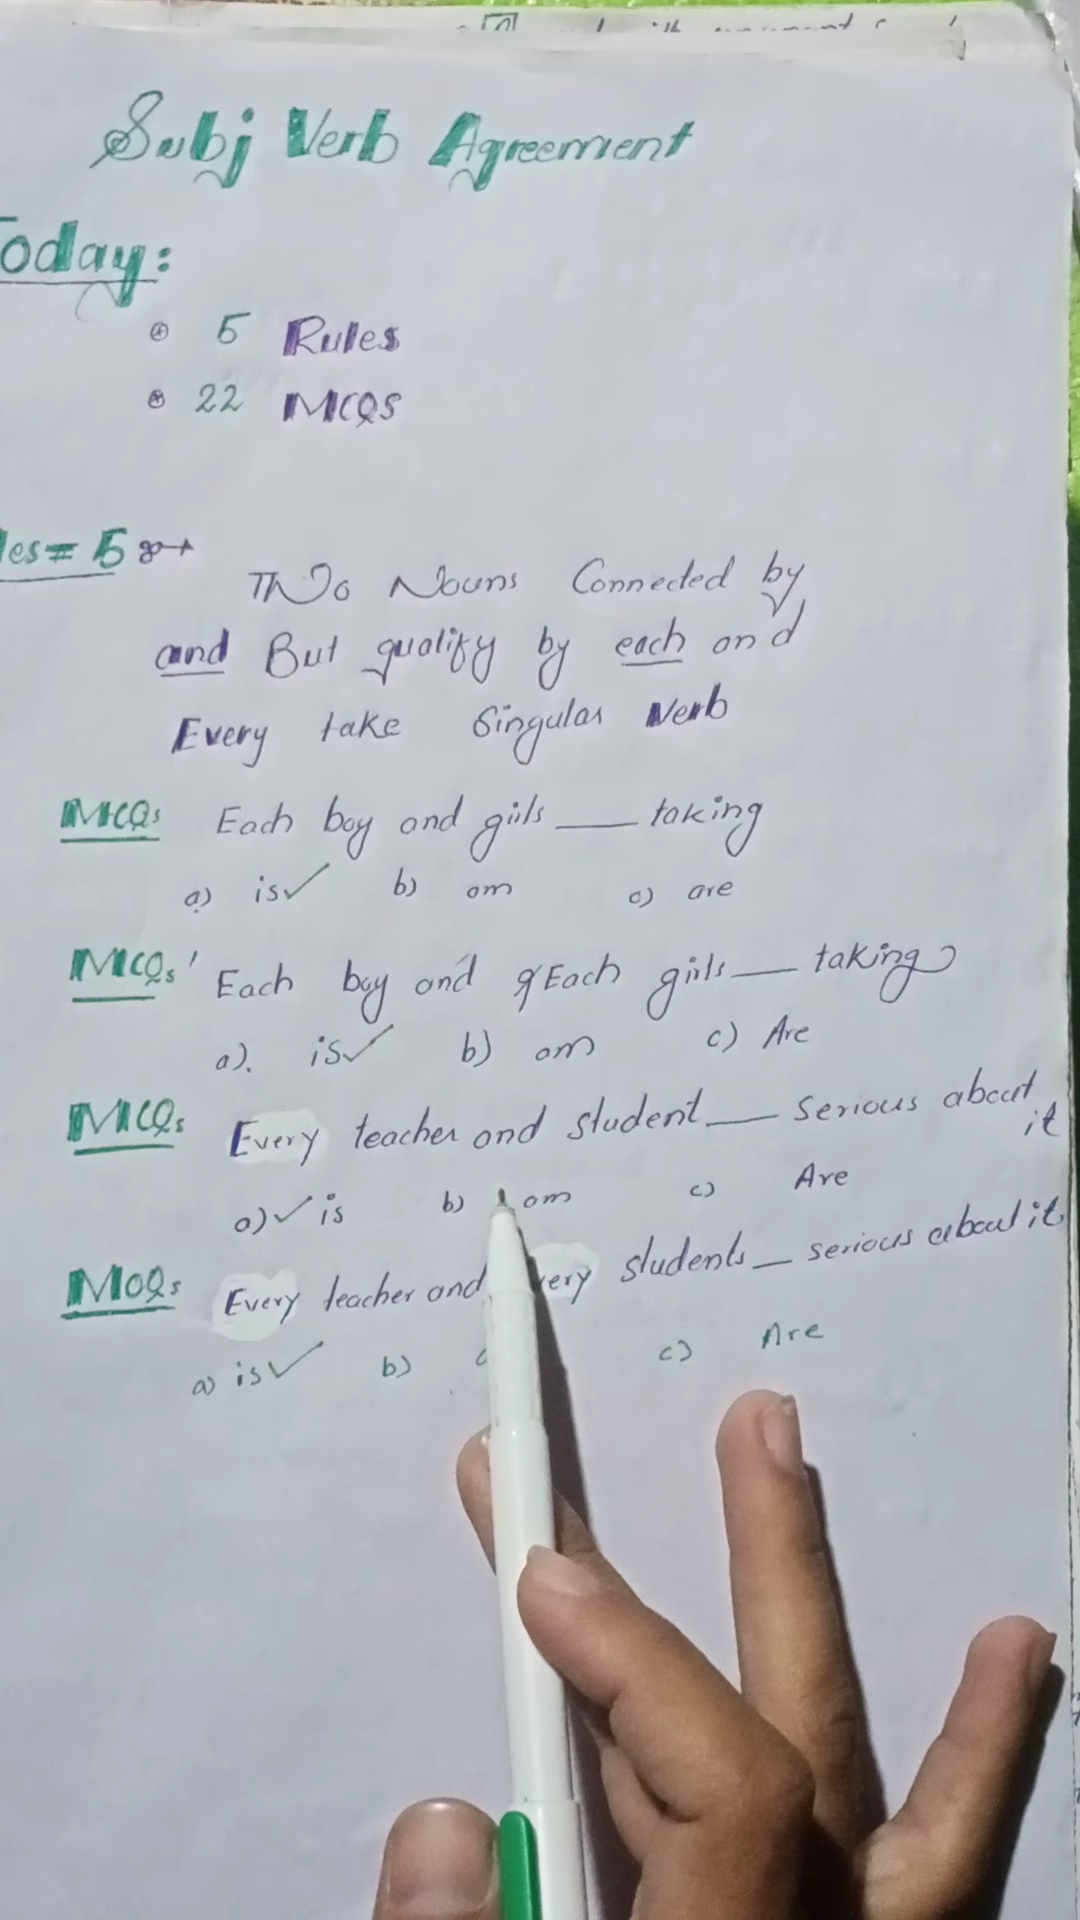 Subj Verb Agreement
Today:
5 Rules
22 MCQS
les = 5
Two Nouns Connected by
and But qualify by each and
Every take Singular Verb
MCQs Each boy and girls ___ taking
a) is✓ b) am c) are
MCQs Each boy and Each girls ___ taking
a). is✓ b) am c) Are
MCQs Every teacher and student ___ serious about it
a) ✓ is b) am c) Are
MCQs Every teacher and very students _ serious about it
a) is✓ b) c) Are